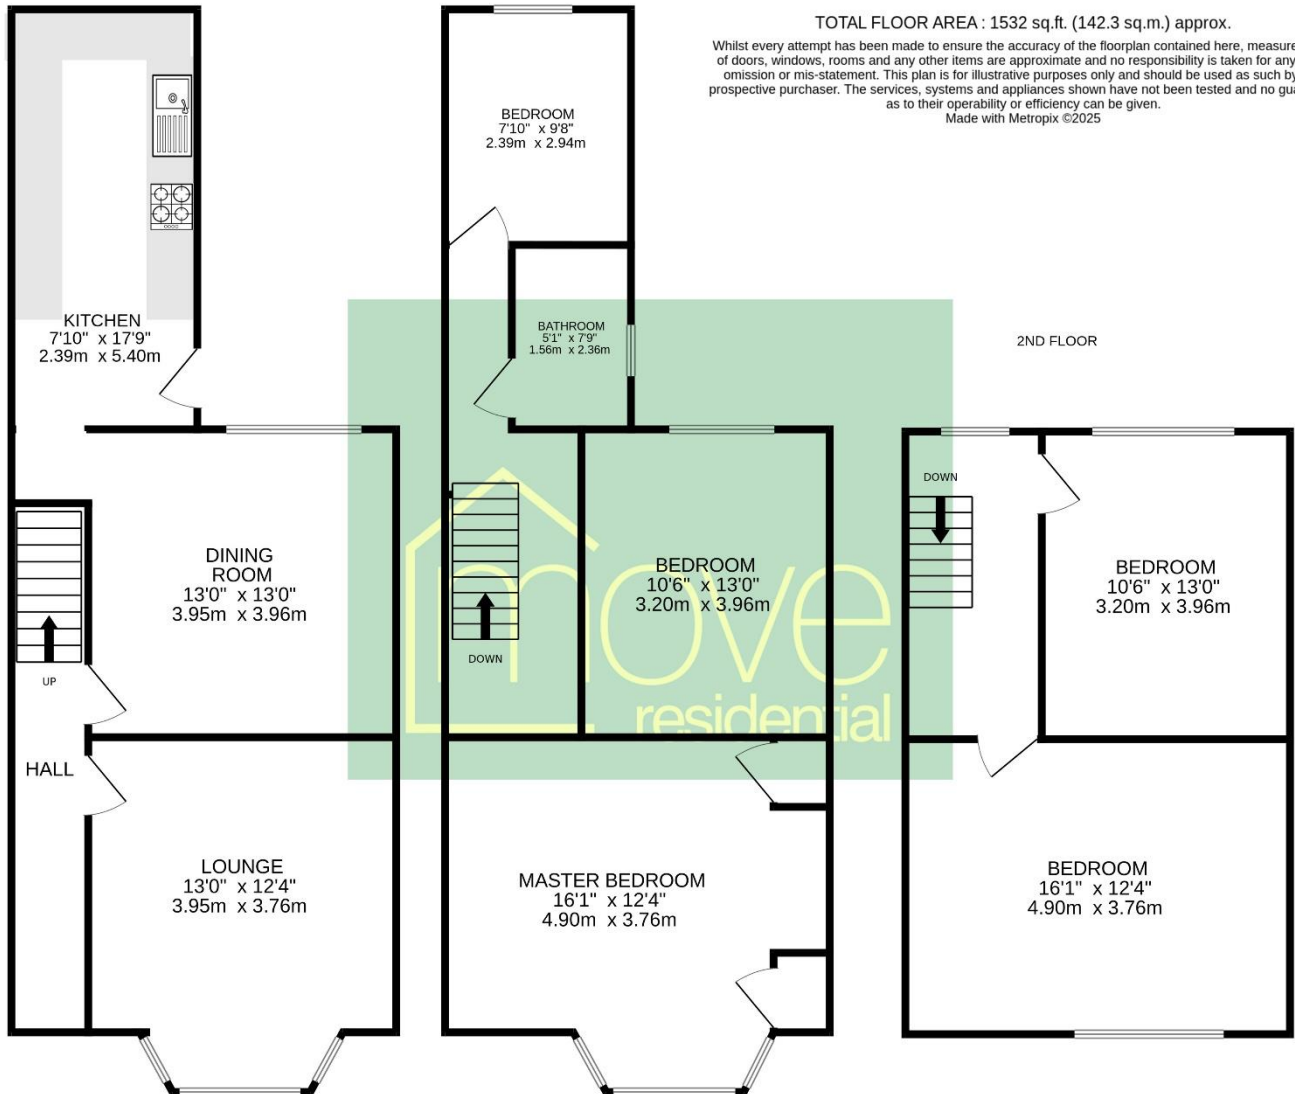 TOTAL FLOOR AREA : 1532 sq.ft. (142.3 sq.m.) approx.
Whilst every attempt has been made to ensure the accuracy of the floorplan contained here, measure
of doors, windows, rooms and any other items are approximate and no responsibility is taken for any
omission or mis-statement. This plan is for illustrative purposes only and should be used as such by
prospective purchaser. The services, systems and appliances shown have not been tested and no gua
as to their operability or efficiency can be given.
Made with Metropix ©2025
KITCHEN
7'10" x 17'9"
2.39m x 5.40m
DINING
ROOM
13'0" x 13'0"
3.95m x 3.96m
UP
HALL
LOUNGE
13'0" x 12'4"
3.95m x 3.76m
BEDROOM
7'10" x 9'8"
2.39m x 2.94m
BATHROOM
5'1" x 7'9"
1.56m x 2.36m
BEDROOM
10'6" x 13'0"
3.20m x 3.96m
DOWN
move
residential
MASTER BEDROOM
16'1" x 12'4"
4.90m x 3.76m
2ND FLOOR
DOWN
BEDROOM
10'6" x 13'0"
3.20m x 3.96m
BEDROOM
16'1" x 12'4"
4.90m x 3.76m